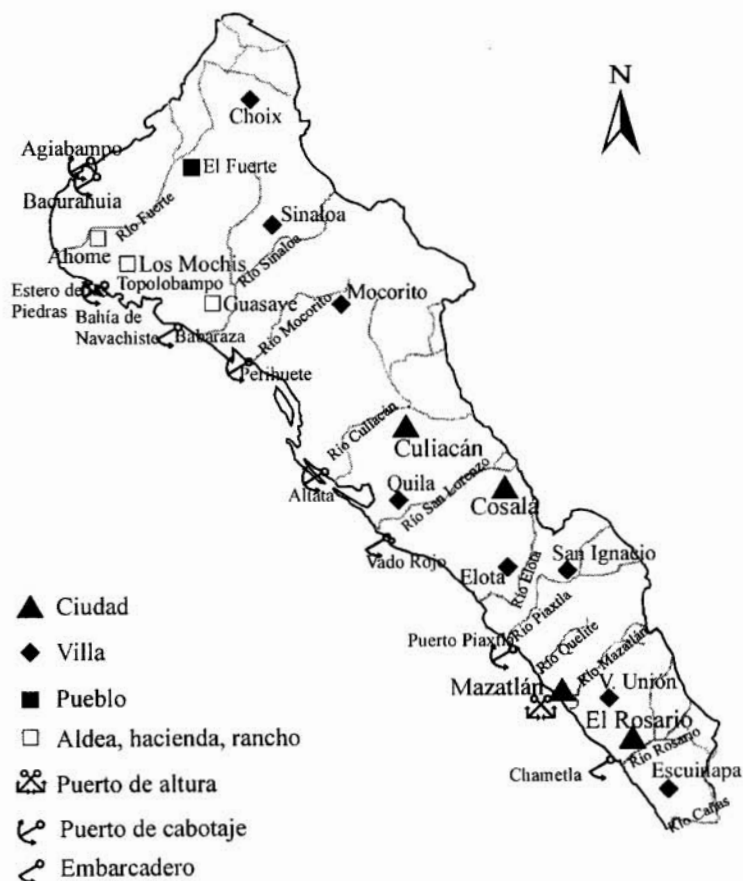 N
Choix
Agiabampo
El Fuerte
Bacurahuia
Río Fuerte
Sinaloa
Ahome
Los Mochis
Río Sinaloa
Estero de
Piedras
Topolobampo
Guasave
Mocorito
Bahía de
Navachiste
Babaraza
Río Mocorito
Perihuete
Río Culiacán
Culiacán
Altata
Quila
Río San Lorenzo
Cosalá
Vado Rojo
Elota
Río Elota
San Ignacio
Río Piaxtla
Puerto Piaxtla
Río Quelite
Río Mazatlán
Mazatlán
V. Unión
El Rosario
Río Rosario
Chametla
Escuinapa
Río Cañas
Ciudad
Villa
Pueblo
Aldea, hacienda, rancho
Puerto de altura
Puerto de cabotaje
Embarcadero